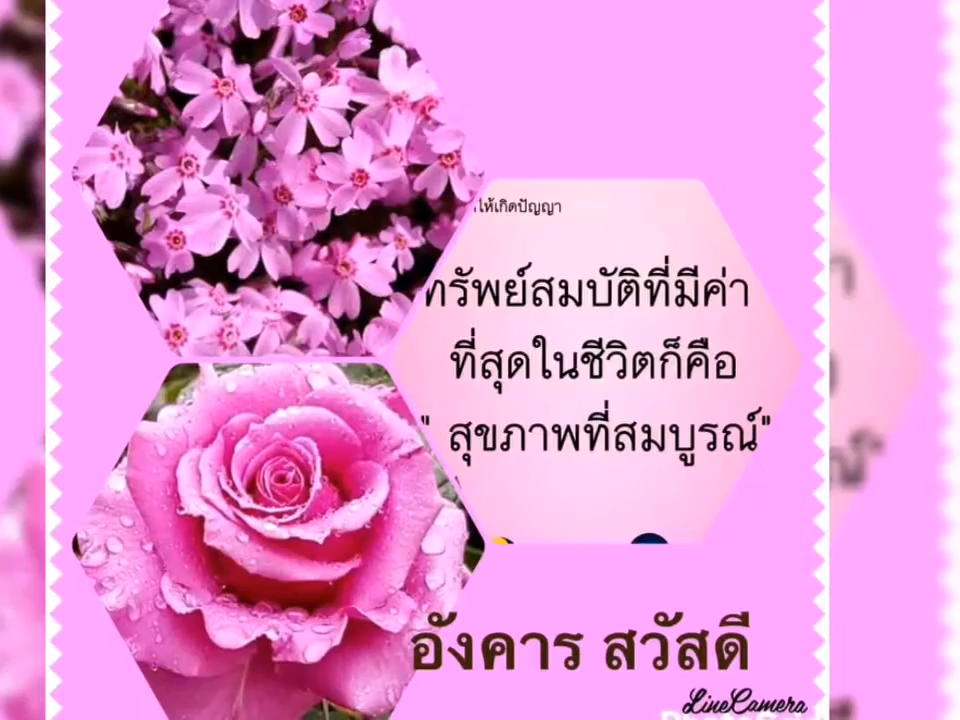 ให้เกิดปัญญา
ทรัพย์สมบัติที่มีค่า
ที่สุดในชีวิตก็คือ
" สุขภาพที่สมบูรณ์"
อังคาร สวัสดี
LineCamera